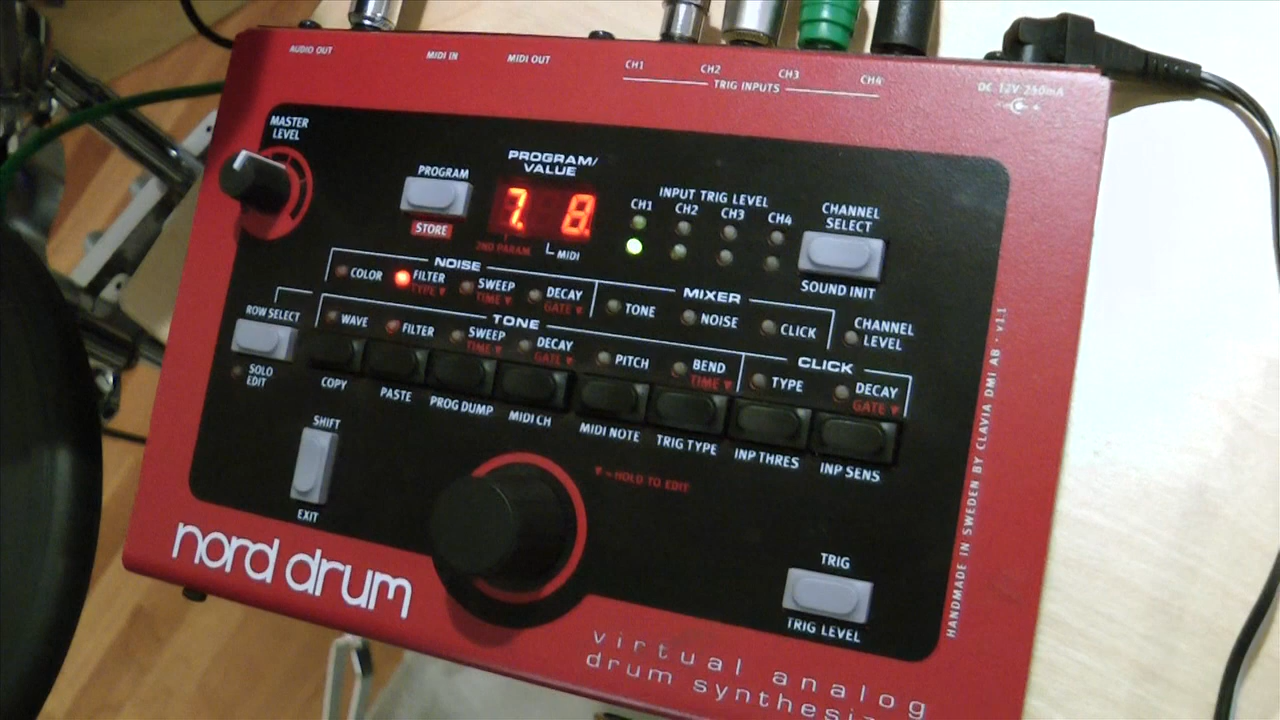 AUDIO OUT
MIDI IN
MIDI OUT
CH1 CH2 CH3 CH4
TRIG INPUTS
DC 12V 250mA
MASTER
LEVEL
PROGRAM
STORE
PROGRAM/
VALUE
7. 8
2ND PARAM
MIDI
INPUT TRIG LEVEL
CH1 CH2 CH3 CH4
CHANNEL
SELECT
SOUND INIT
NOISE
COLOR
FILTER
TYPE ▼
SWEEP
TIME ▼
DECAY
GATE ▼
MIXER
TONE
NOISE
CLICK
CHANNEL
LEVEL
ROW SELECT
TONE
WAVE
FILTER
SWEEP
TIME ▼
DECAY
GATE ▼
PITCH
BEND
TIME ▼
CLICK
TYPE
DECAY
GATE ▼
SOLO
EDIT
COPY
PASTE
PROG DUMP
MIDI CH
MIDI NOTE
TRIG TYPE
INP THRES
INP SENS
SHIFT
EXIT
▼ - HOLD TO EDIT
TRIG
TRIG LEVEL
nord drum
virtual analog
drum synthesi
HANDMADE IN SWEDEN BY CLAVIA DMI AB · v1.1